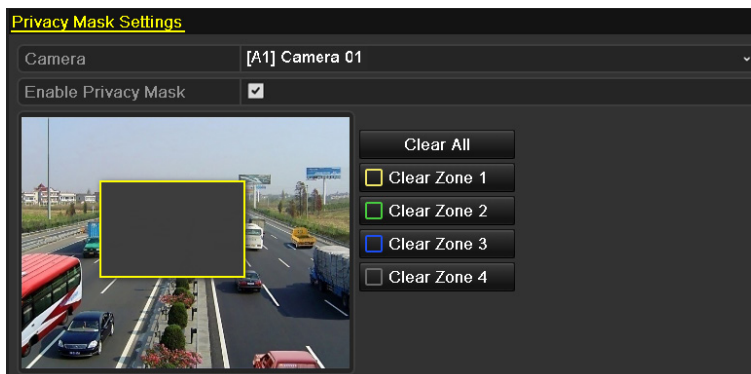 Privacy Mask Settings
Camera [A1] Camera 01
Enable Privacy Mask
Clear All
Clear Zone 1
Clear Zone 2
Clear Zone 3
Clear Zone 4